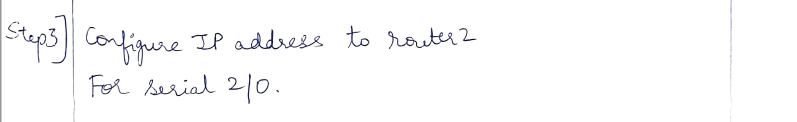 Step3] Configure IP address to router2
For serial 2/0.